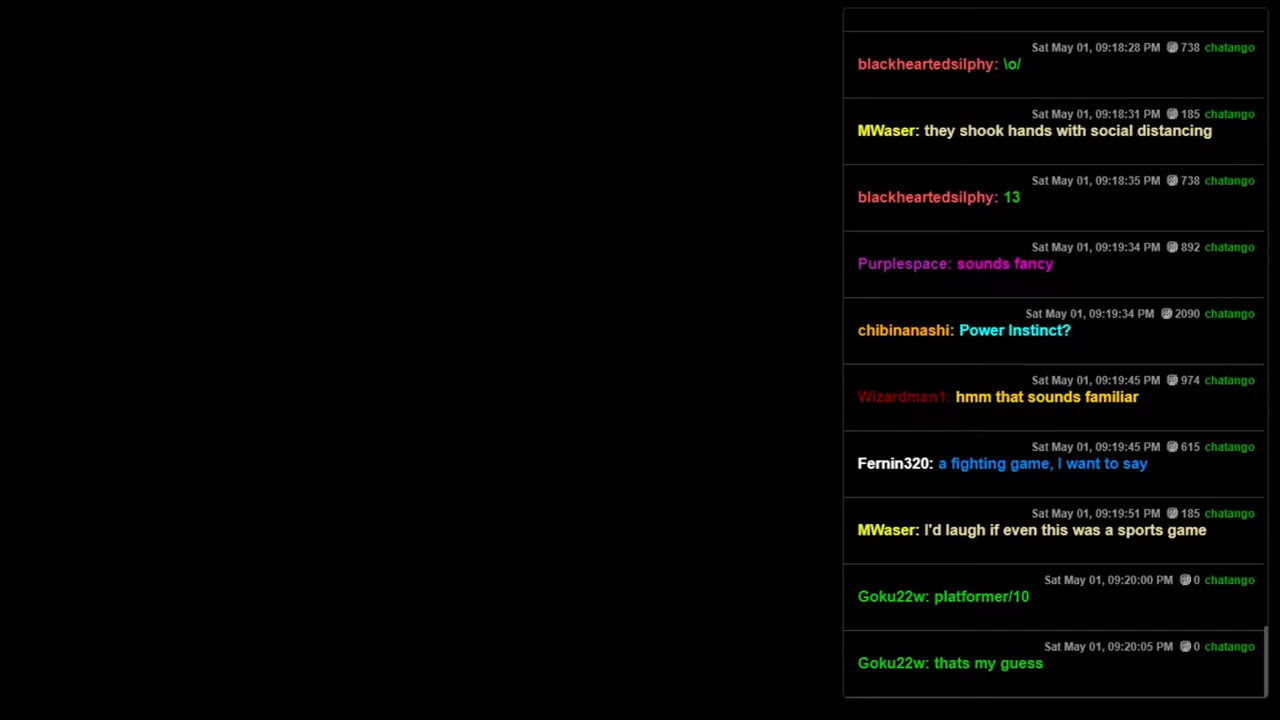 Sat May 01, 09:18:28 PM 738 chatango
blackheartedsilphy: \o/
Sat May 01, 09:18:31 PM 185 chatango
MWaser: they shook hands with social distancing
Sat May 01, 09:18:35 PM 738 chatango
blackheartedsilphy: 13
Sat May 01, 09:19:34 PM 892 chatango
Purplespace: sounds fancy
Sat May 01, 09:19:34 PM 2090 chatango
chibinanashi: Power Instinct?
Sat May 01, 09:19:45 PM 974 chatango
Wizardman1: hmm that sounds familiar
Sat May 01, 09:19:45 PM 615 chatango
Fernin320: a fighting game, I want to say
Sat May 01, 09:19:51 PM 185 chatango
MWaser: I'd laugh if even this was a sports game
Sat May 01, 09:20:00 PM 0 chatango
Goku22w: platformer/10
Sat May 01, 09:20:05 PM 0 chatango
Goku22w: thats my guess